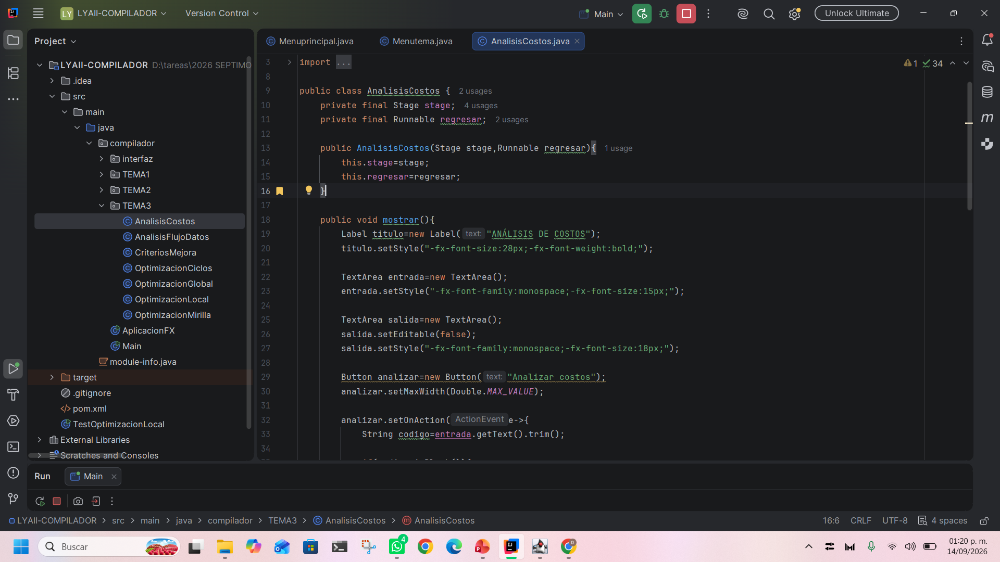 LY LYAII-COMPILADOR Version Control Main Unlock Ultimate
Project
Menuprincipal.java Menutema.java AnalisisCostos.java
LYAII-COMPILADOR D:\tareas\2026 SEPTIMO
.idea
src
main
java
compilador
interfaz
TEMA1
TEMA2
TEMA3
AnalisisCostos
AnalisisFlujoDatos
CriteriosMejora
OptimizacionCiclos
OptimizacionGlobal
OptimizacionLocal
OptimizacionMirilla
AplicacionFX
Main
module-info.java
target
.gitignore
pom.xml
TestOptimizacionLocal
External Libraries
Scratches and Consoles
1 34
3 import ...
8
9 public class AnalisisCostos { 2 usages
10 private final Stage stage; 4 usages
11 private final Runnable regresar; 2 usages
12
13 public AnalisisCostos(Stage stage,Runnable regresar){ 1 usage
14 this.stage=stage;
15 this.regresar=regresar;
16 }
17
18 public void mostrar(){
19 Label titulo=new Label( text: "ANÁLISIS DE COSTOS");
20 titulo.setStyle("-fx-font-size:28px;-fx-font-weight:bold;");
21
22 TextArea entrada=new TextArea();
23 entrada.setStyle("-fx-font-family:monospace;-fx-font-size:15px;");
24
25 TextArea salida=new TextArea();
26 salida.setEditable(false);
27 salida.setStyle("-fx-font-family:monospace;-fx-font-size:18px;");
28
29 Button analizar=new Button( text: "Analizar costos");
30 analizar.setMaxWidth(Double.MAX_VALUE);
31
32 analizar.setOnAction( ActionEvent e->{
33 String codigo=entrada.getText().trim();
34
Run Main
LYAII-COMPILADOR > src > main > java > compilador > TEMA3 > AnalisisCostos > AnalisisCostos 16:6 CRLF UTF-8 4 spaces
Buscar 4 01:20 p. m.
14/09/2026